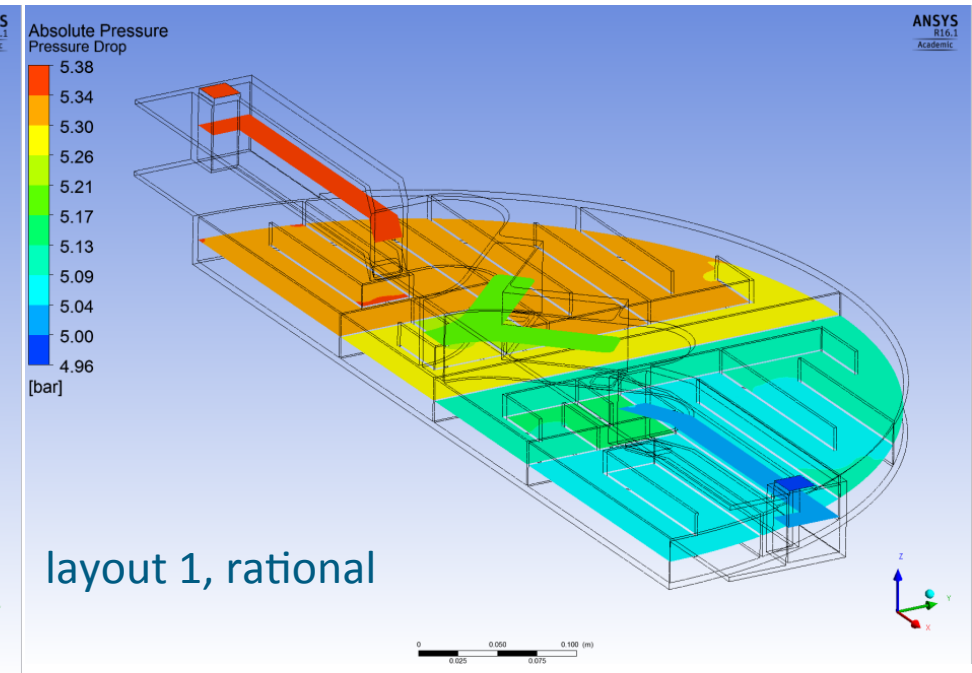 Absolute Pressure
Pressure Drop
5.38
5.34
5.30
5.26
5.21
5.17
5.13
5.09
5.04
5.00
4.96
[bar]
ANSYS
R16.1
Academic
layout 1, rational
0 0.050 0.100 (m)
0.025 0.075
Z
Y
X